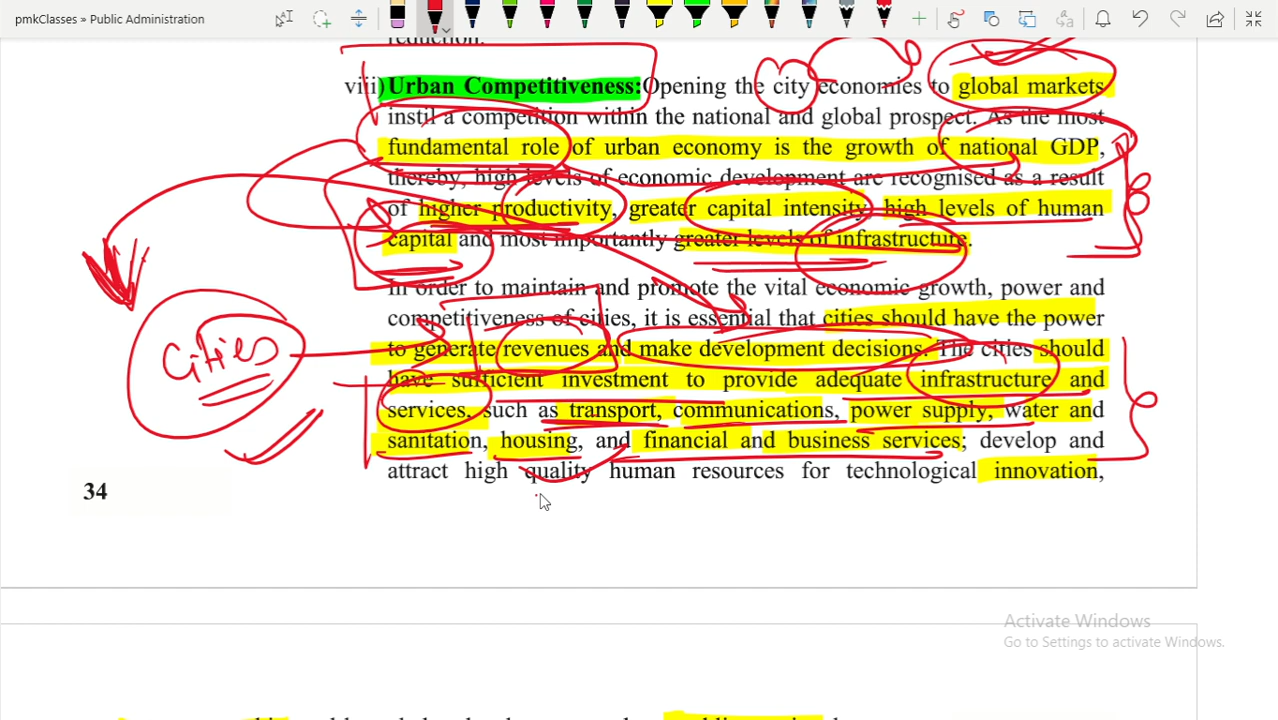 pmkClasses » Public Administration
reduction.
viii) Urban Competitiveness: Opening the city economies to global markets
instil a competition within the national and global prospect. As the most
fundamental role of urban economy is the growth of national GDP,
thereby, high levels of economic development are recognised as a result
of higher productivity, greater capital intensity, high levels of human
capital and most importantly greater levels of infrastructure.
In order to maintain and promote the vital economic growth, power and
competitiveness of cities, it is essential that cities should have the power
to generate revenues and make development decisions. The cities should
have sufficient investment to provide adequate infrastructure and
services, such as transport, communications, power supply, water and
sanitation, housing, and financial and business services; develop and
attract high quality human resources for technological innovation,
Cities
34
Activate Windows
Go to Settings to activate Windows.